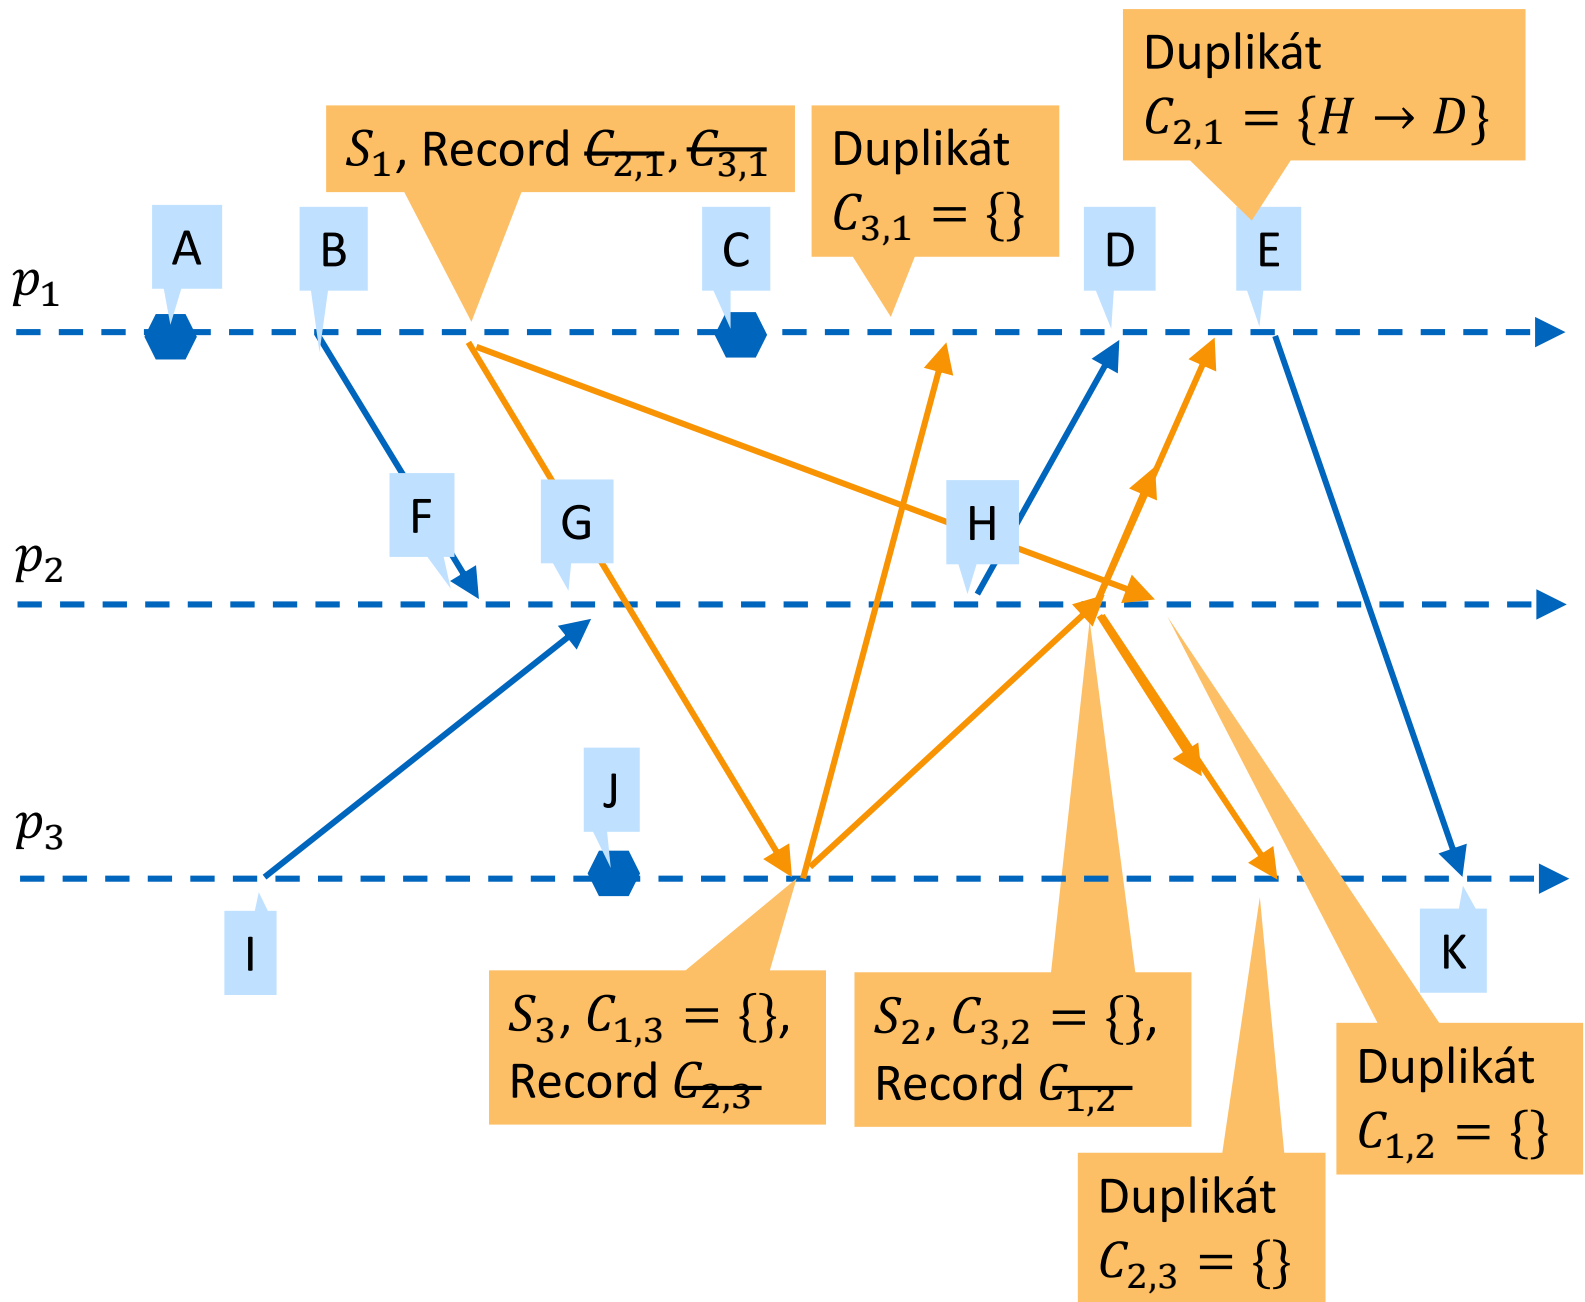 Duplikát
C₂,₁ = {H → D}
S₁, Record C₂,₁, C₃,₁
Duplikát
C₃,₁ = {}
A
B
C
D
E
p₁
F
G
H
p₂
J
p₃
I
K
S₃, C₁,₃ = {},
Record C₂,₃
S₂, C₃,₂ = {},
Record C₁,₂
Duplikát
C₁,₂ = {}
Duplikát
C₂,₃ = {}